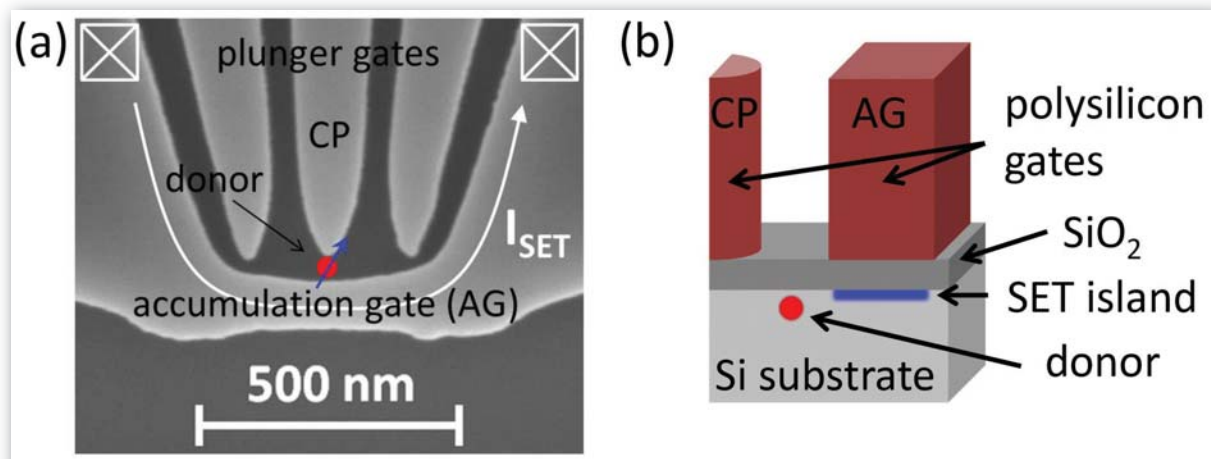 (a)
plunger gates
CP
donor
I_SET
accumulation gate (AG)
500 nm
(b)
CP
AG
polysilicon
gates
SiO₂
SET island
donor
Si substrate